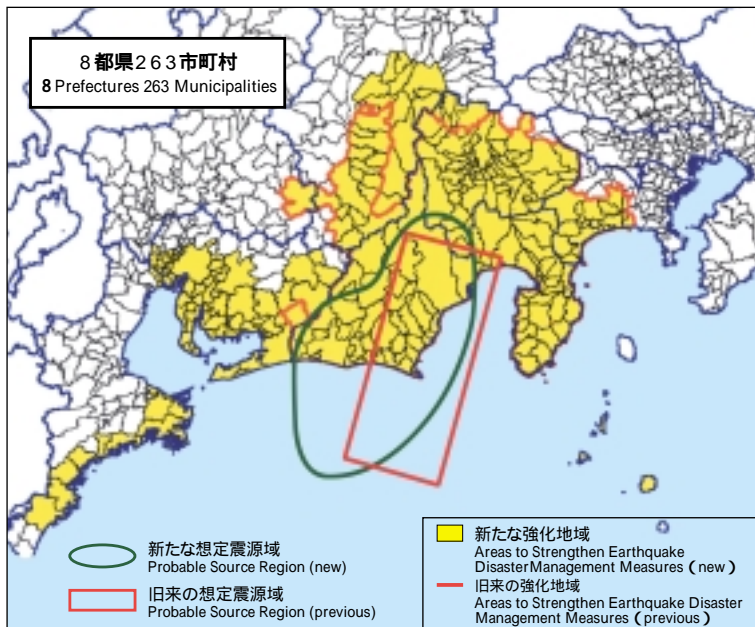 8都県263市町村
8 Prefectures 263 Municipalities
新たな想定震源域
Probable Source Region (new)
旧来の想定震源域
Probable Source Region (previous)
新たな強化地域
Areas to Strengthen Earthquake
DisasterManagement Measures (new)
旧来の強化地域
Areas to Strengthen Earthquake Disaster
Management Measures (previous)